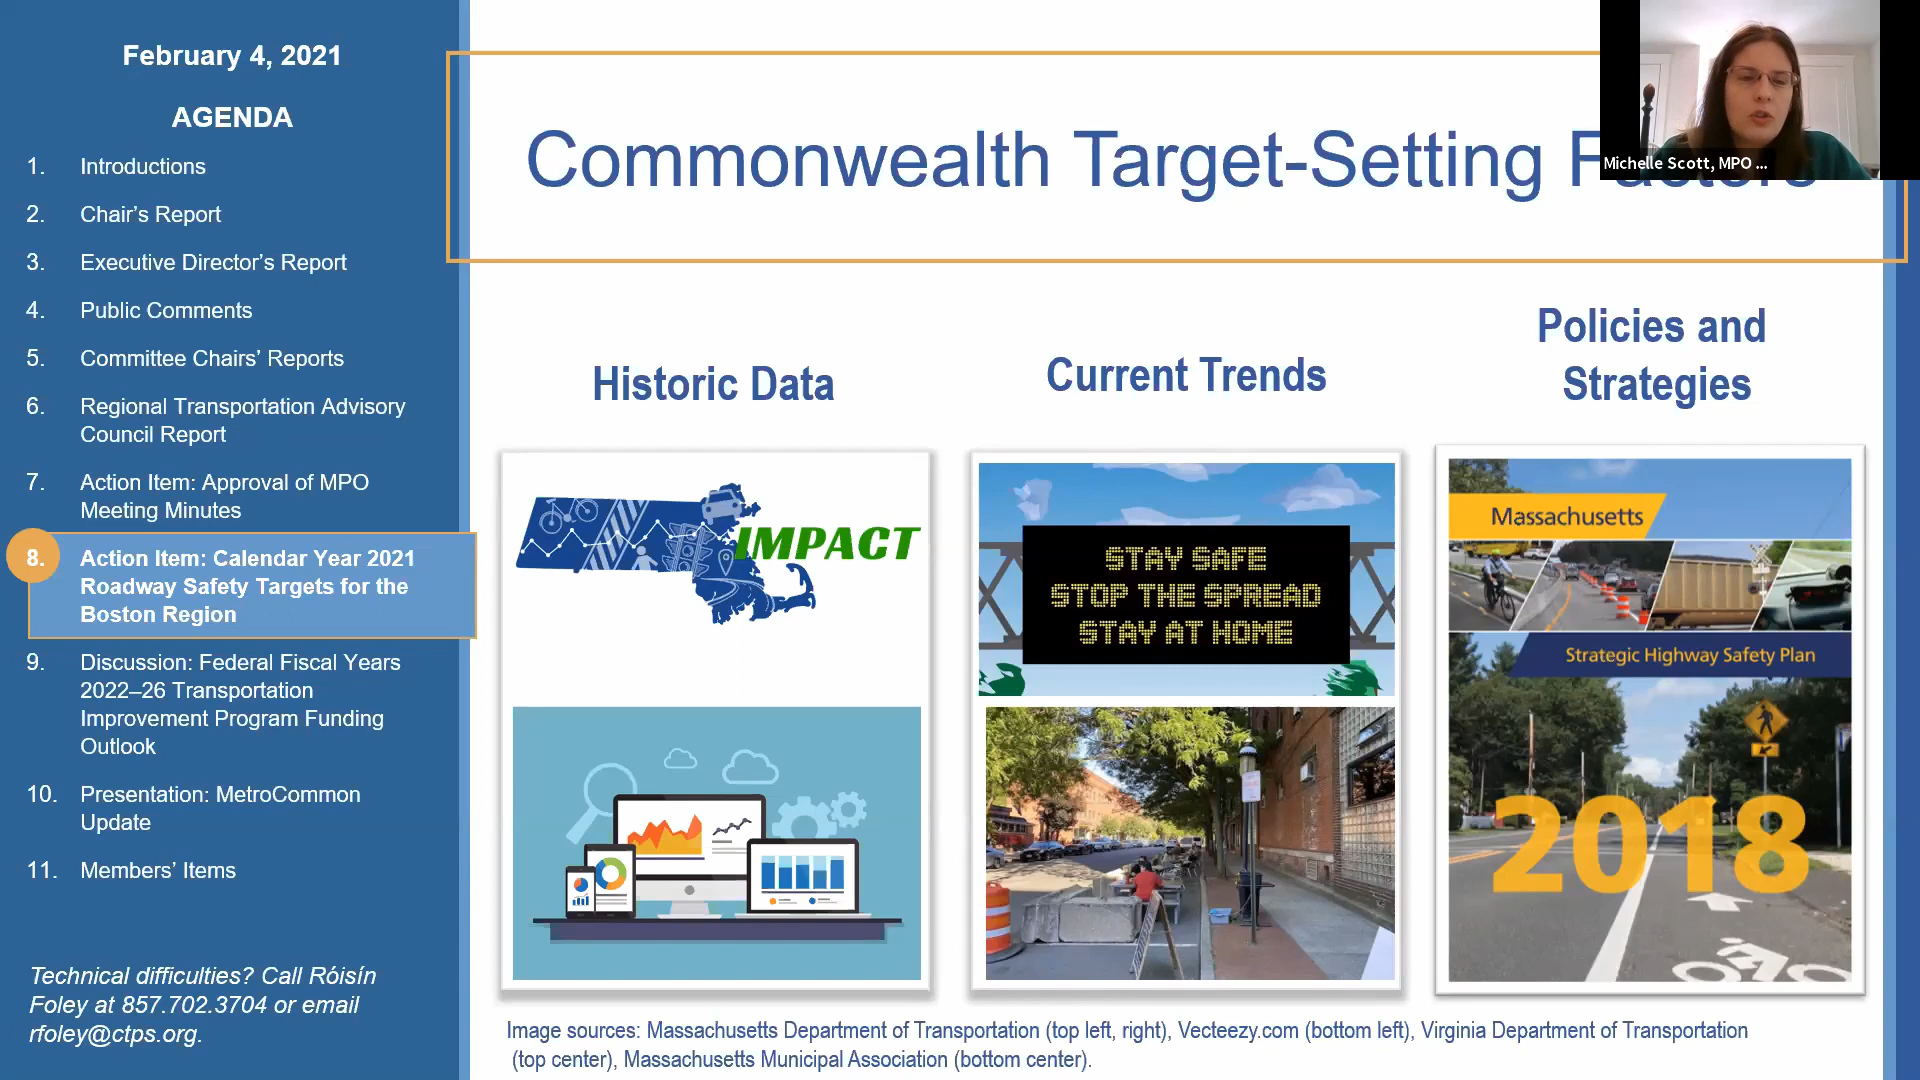 February 4, 2021
AGENDA
1. Introductions
2. Chair’s Report
3. Executive Director’s Report
4. Public Comments
5. Committee Chairs’ Reports
6. Regional Transportation Advisory
Council Report
7. Action Item: Approval of MPO
Meeting Minutes
8. Action Item: Calendar Year 2021
Roadway Safety Targets for the
Boston Region
9. Discussion: Federal Fiscal Years
2022–26 Transportation
Improvement Program Funding
Outlook
10. Presentation: MetroCommon
Update
11. Members’ Items
Technical difficulties? Call Róisín
Foley at 857.702.3704 or email
rfoley@ctps.org.
Commonwealth Target-Setting
Michelle Scott, MPO ...
Historic Data
IMPACT
Current Trends
STAY SAFE
STOP THE SPREAD
STAY AT HOME
Policies and
Strategies
Massachusetts
Strategic Highway Safety Plan
2018
Image sources: Massachusetts Department of Transportation (top left, right), Vecteezy.com (bottom left), Virginia Department of Transportation
(top center), Massachusetts Municipal Association (bottom center).